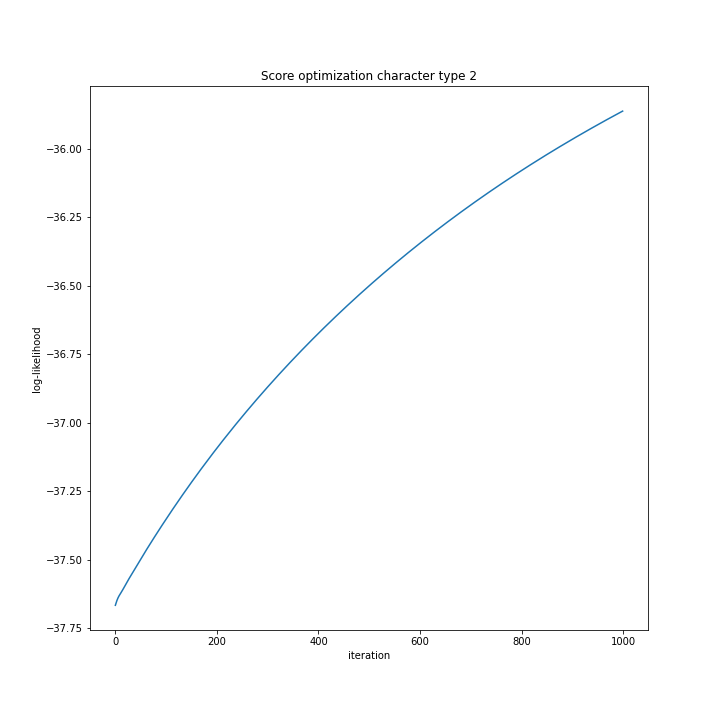 Score optimization character type 2
−36.00
−36.25
−36.50
−36.75
−37.00
−37.25
−37.50
−37.75
log-likelihood
0 200 400 600 800 1000
iteration